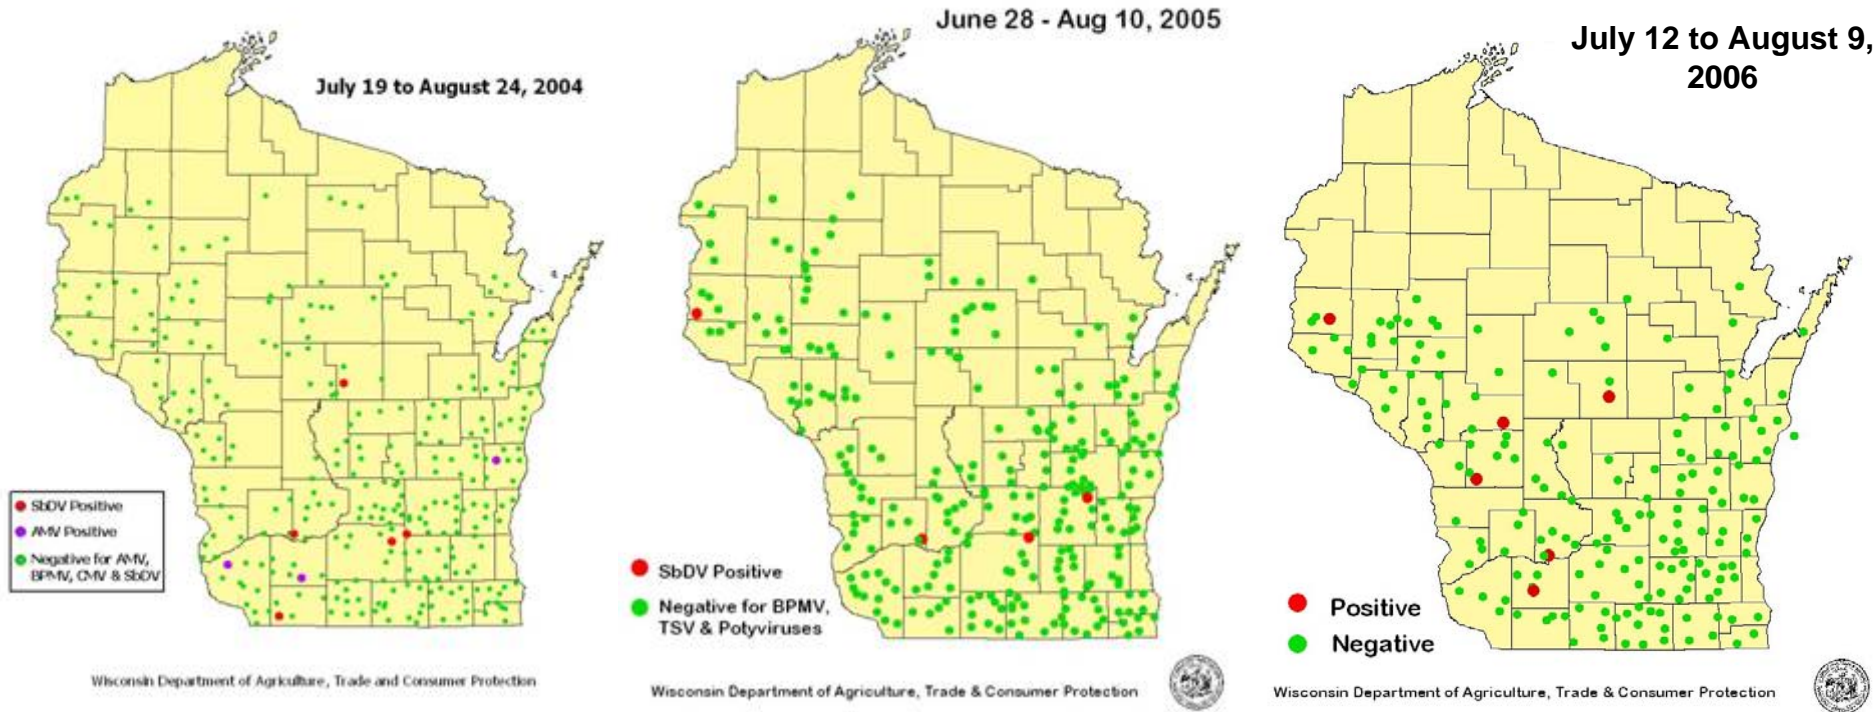 July 19 to August 24, 2004
SbDV Positive
AMV Positive
Negative for AMV,
BPMV, CMV & SbDV
Wisconsin Department of Agriculture, Trade and Consumer Protection
June 28 - Aug 10, 2005
SbDV Positive
Negative for BPMV,
TSV & Polyviruses
Wisconsin Department of Agriculture, Trade & Consumer Protection
July 12 to August 9,
2006
Positive
Negative
Wisconsin Department of Agriculture, Trade & Consumer Protection